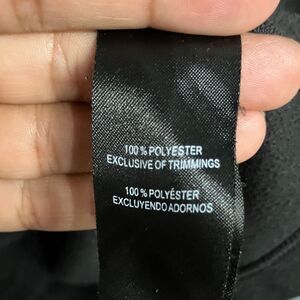 100% POLYESTER
EXCLUSIVE OF TRIMMINGS
100% POLYÉSTER
EXCLUYENDO ADORNOS